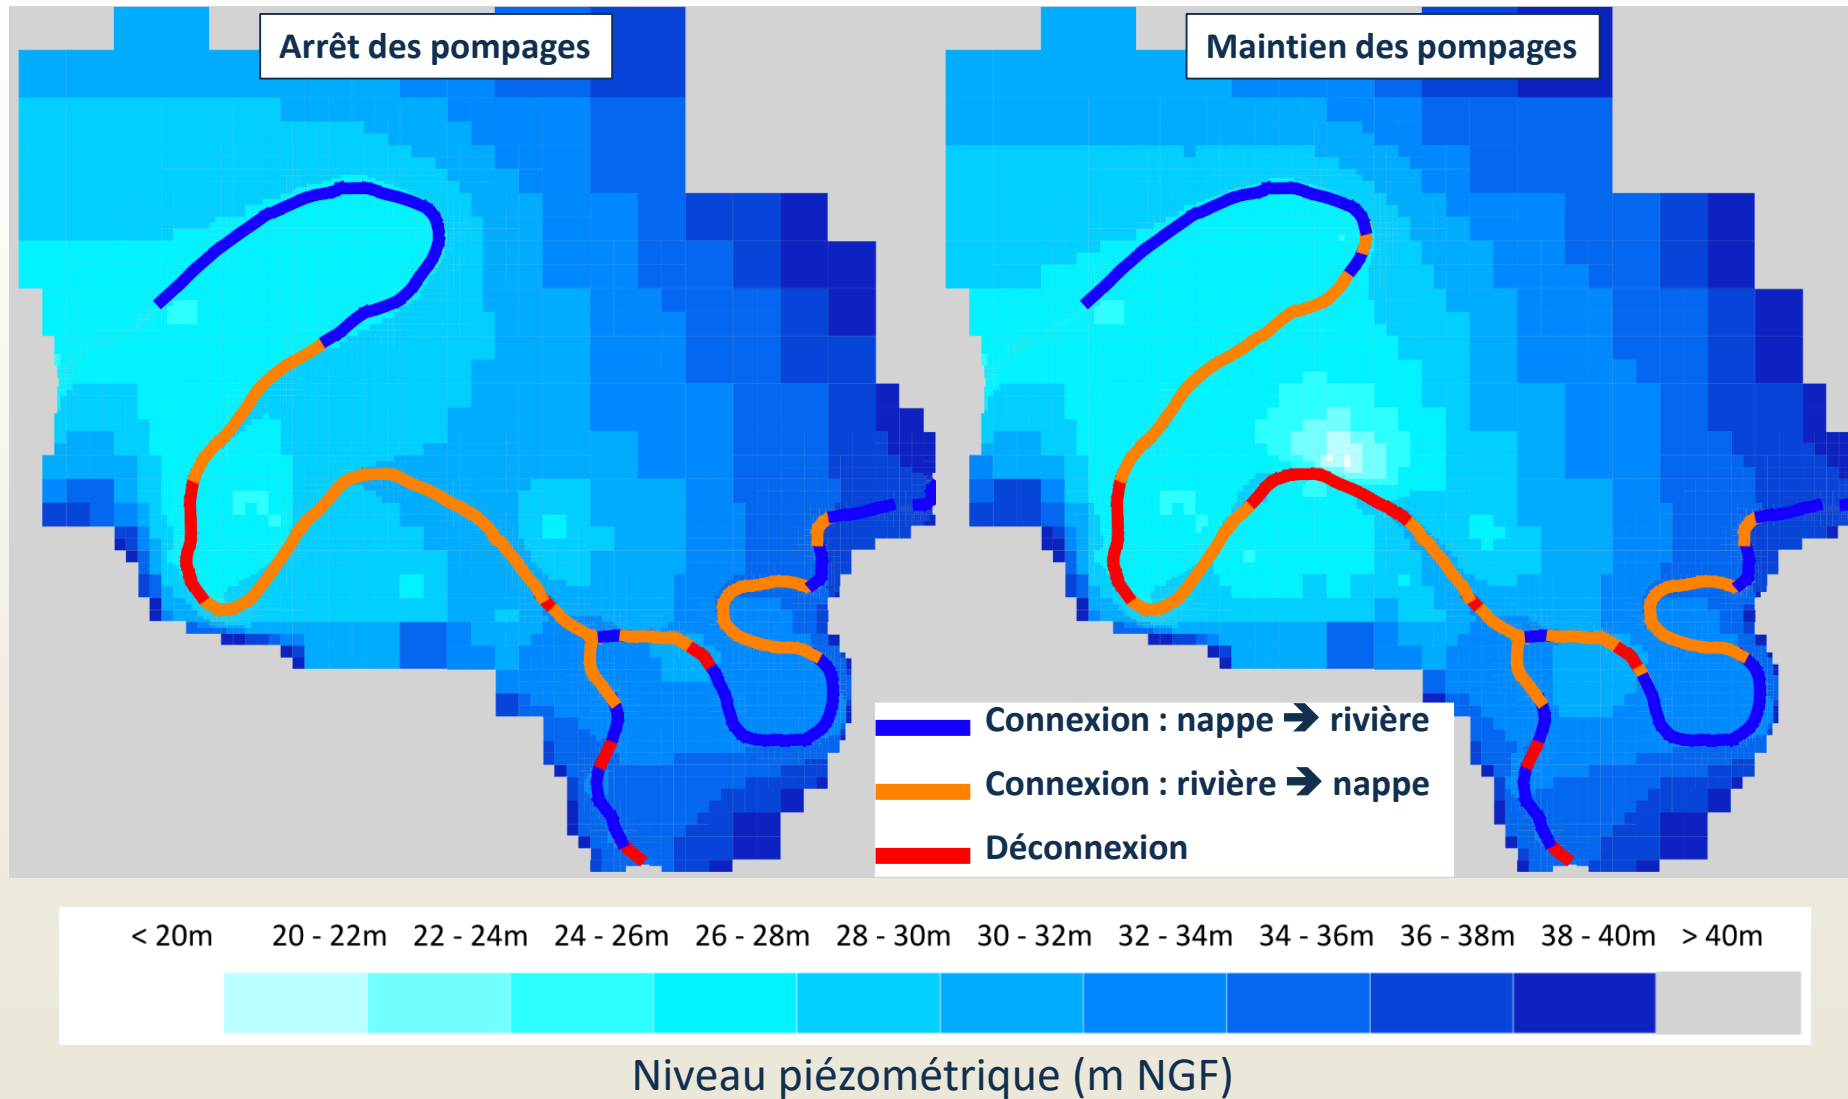 Arrêt des pompages
Maintien des pompages
Connexion : nappe ➔ rivière
Connexion : rivière ➔ nappe
Déconnexion
< 20m 20 - 22m 22 - 24m 24 - 26m 26 - 28m 28 - 30m 30 - 32m 32 - 34m 34 - 36m 36 - 38m 38 - 40m > 40m
Niveau piézométrique (m NGF)